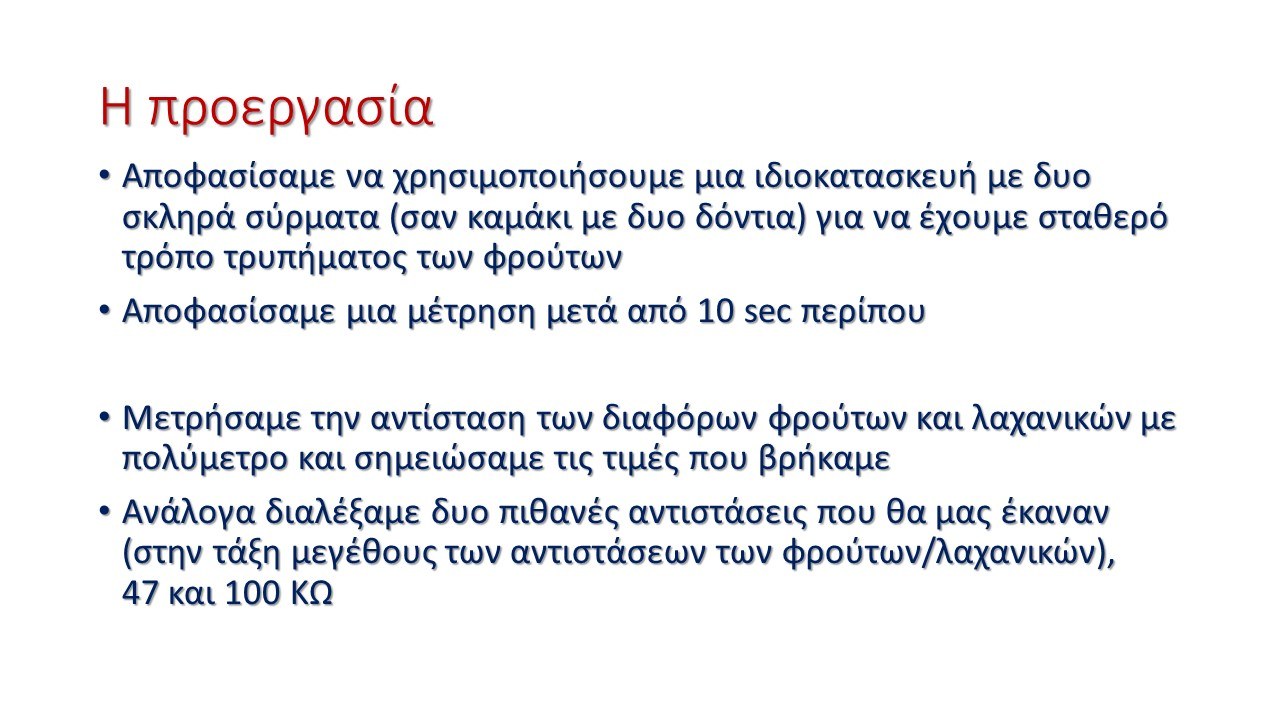 Η προεργασία
• Αποφασίσαμε να χρησιμοποιήσουμε μια ιδιοκατασκευή με δυο
σκληρά σύρματα (σαν καμάκι με δυο δόντια) για να έχουμε σταθερό
τρόπο τρυπήματος των φρούτων
• Αποφασίσαμε μια μέτρηση μετά από 10 sec περίπου
• Μετρήσαμε την αντίσταση των διαφόρων φρούτων και λαχανικών με
πολύμετρο και σημειώσαμε τις τιμές που βρήκαμε
• Ανάλογα διαλέξαμε δυο πιθανές αντιστάσεις που θα μας έκαναν
(στην τάξη μεγέθους των αντιστάσεων των φρούτων/λαχανικών),
47 και 100 ΚΩ